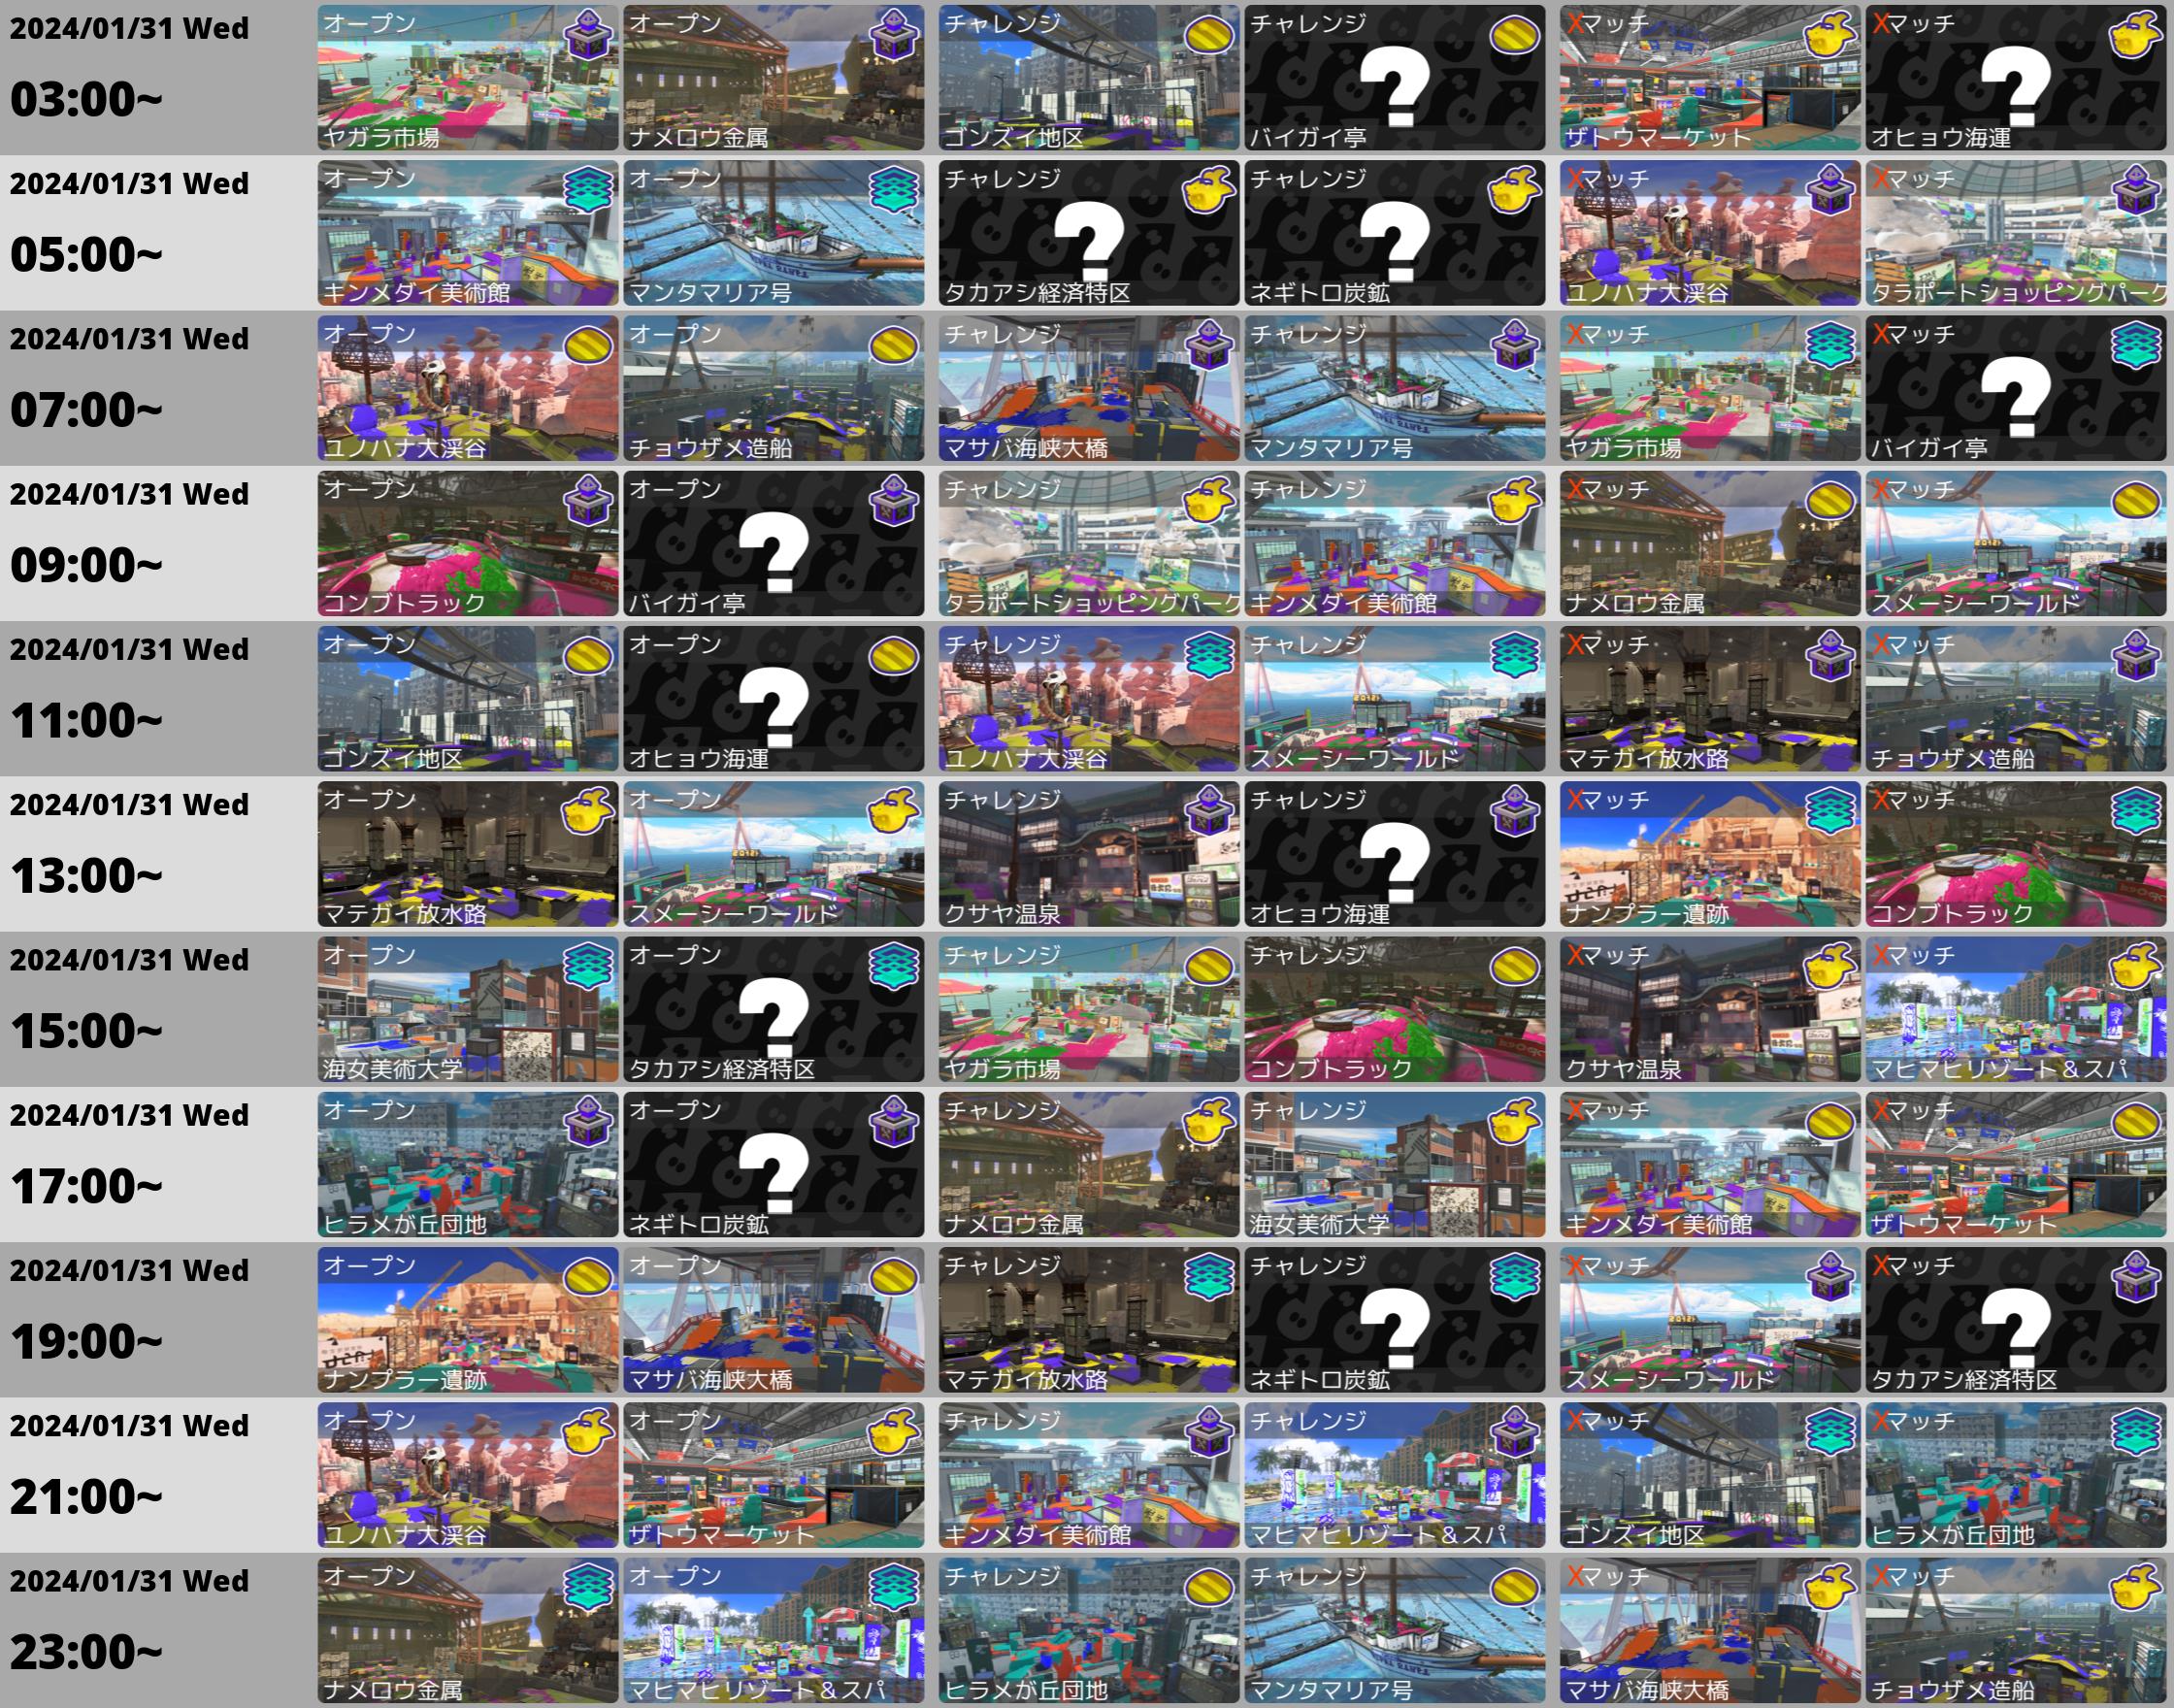 2024/01/31 Wed
03:00~
オープン
ヤガラ市場
オープン
ナメロウ金属
チャレンジ
ゴンズイ地区
チャレンジ
?
バイガイ亭
Xマッチ
ザトウマーケット
Xマッチ
?
オヒョウ海運
2024/01/31 Wed
05:00~
オープン
キンメダイ美術館
オープン
マンタマリア号
チャレンジ
?
タカアシ経済特区
チャレンジ
?
ネギトロ炭鉱
Xマッチ
ユノハナ大渓谷
Xマッチ
タラポートショッピングパーク
2024/01/31 Wed
07:00~
オープン
ユノハナ大渓谷
オープン
チョウザメ造船
チャレンジ
マサバ海峡大橋
チャレンジ
マンタマリア号
Xマッチ
ヤガラ市場
Xマッチ
?
バイガイ亭
2024/01/31 Wed
09:00~
オープン
コンブトラック
オープン
?
バイガイ亭
チャレンジ
タラポートショッピングパーク
チャレンジ
キンメダイ美術館
Xマッチ
ナメロウ金属
Xマッチ
スメーシーワールド
2024/01/31 Wed
11:00~
オープン
ゴンズイ地区
オープン
?
オヒョウ海運
チャレンジ
ユノハナ大渓谷
チャレンジ
スメーシーワールド
Xマッチ
マテガイ放水路
Xマッチ
チョウザメ造船
2024/01/31 Wed
13:00~
オープン
マテガイ放水路
オープン
スメーシーワールド
チャレンジ
クサヤ温泉
チャレンジ
?
オヒョウ海運
Xマッチ
ナンプラー遺跡
Xマッチ
コンブトラック
2024/01/31 Wed
15:00~
オープン
海女美術大学
オープン
?
タカアシ経済特区
チャレンジ
ヤガラ市場
チャレンジ
コンブトラック
Xマッチ
クサヤ温泉
Xマッチ
マヒマヒリゾート＆スパ
2024/01/31 Wed
17:00~
オープン
ヒラメが丘団地
オープン
?
ネギトロ炭鉱
チャレンジ
ナメロウ金属
チャレンジ
海女美術大学
Xマッチ
キンメダイ美術館
Xマッチ
ザトウマーケット
2024/01/31 Wed
19:00~
オープン
ナンプラー遺跡
オープン
マサバ海峡大橋
チャレンジ
マテガイ放水路
チャレンジ
?
ネギトロ炭鉱
Xマッチ
スメーシーワールド
Xマッチ
?
タカアシ経済特区
2024/01/31 Wed
21:00~
オープン
ユノハナ大渓谷
オープン
ザトウマーケット
チャレンジ
キンメダイ美術館
チャレンジ
マヒマヒリゾート＆スパ
Xマッチ
ゴンズイ地区
Xマッチ
ヒラメが丘団地
2024/01/31 Wed
23:00~
オープン
ナメロウ金属
オープン
マヒマヒリゾート＆スパ
チャレンジ
ヒラメが丘団地
チャレンジ
マンタマリア号
Xマッチ
マサバ海峡大橋
Xマッチ
チョウザメ造船